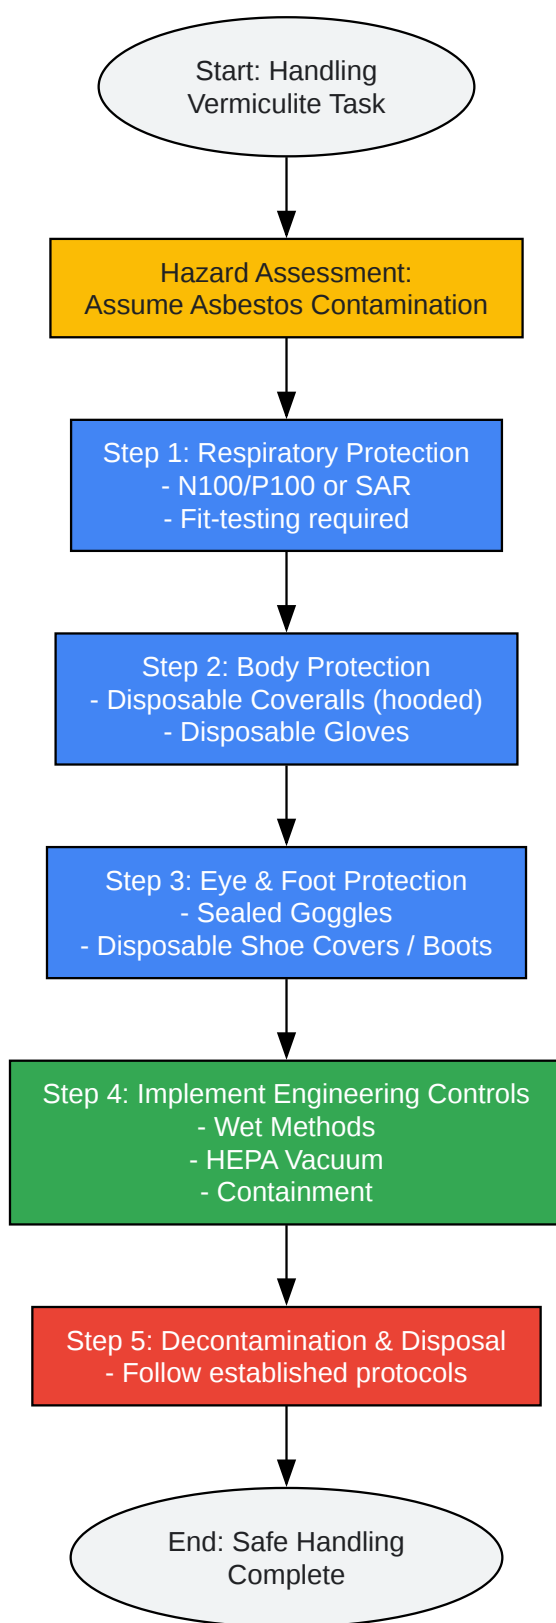 Start: Handling
Vermiculite Task
Hazard Assessment:
Assume Asbestos Contamination
Step 1: Respiratory Protection
- N100/P100 or SAR
- Fit-testing required
Step 2: Body Protection
- Disposable Coveralls (hooded)
- Disposable Gloves
Step 3: Eye & Foot Protection
- Sealed Goggles
- Disposable Shoe Covers / Boots
Step 4: Implement Engineering Controls
- Wet Methods
- HEPA Vacuum
- Containment
Step 5: Decontamination & Disposal
- Follow established protocols
End: Safe Handling
Complete